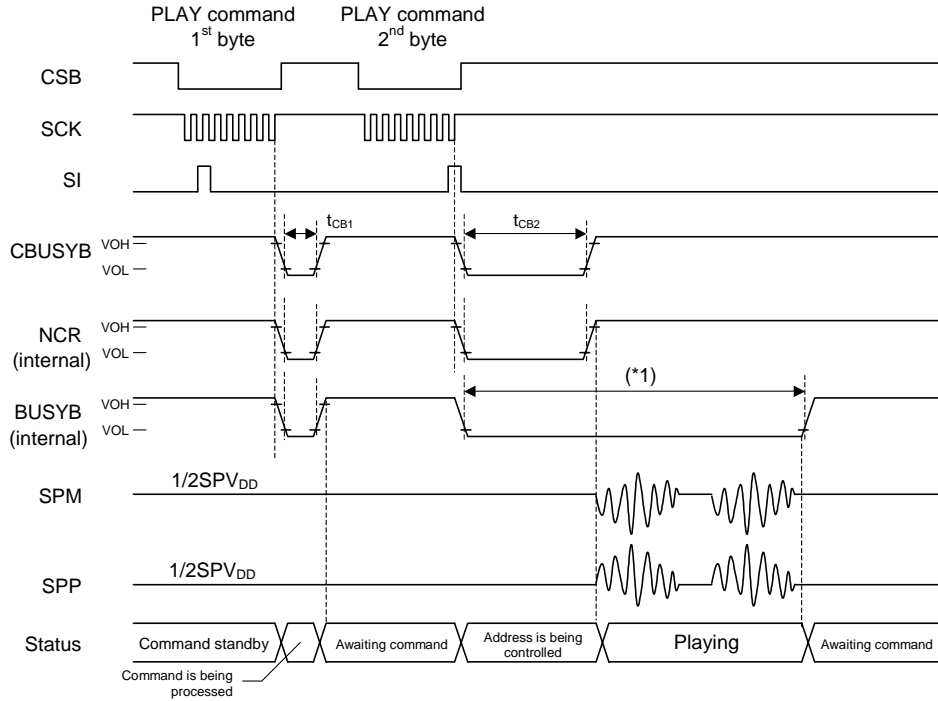 PLAY command
1st byte
PLAY command
2nd byte
CSB
SCK
SI
tCB1
tCB2
CBUSYB
VOH
VOL
NCR
(internal)
VOH
VOL
(*1)
BUSYB
(internal)
VOH
VOL
SPM
1/2SPVDD
SPP
1/2SPVDD
Status
Command standby
Awaiting command
Address is being
controlled
Playing
Awaiting command
Command is being
processed